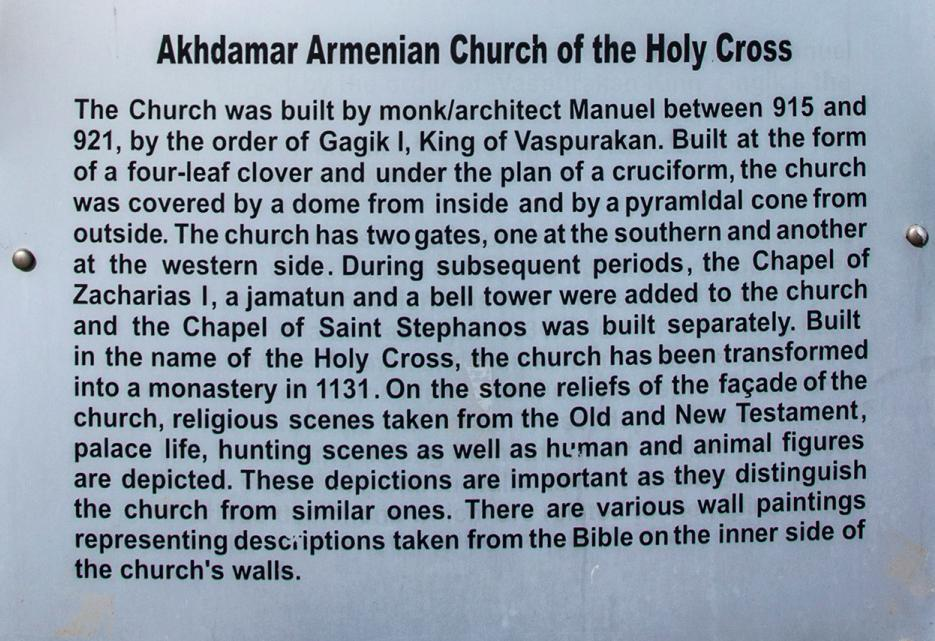 Akhdamar Armenian Church of the Holy Cross
The Church was built by monk/architect Manuel between 915 and
921, by the order of Gagik I, King of Vaspurakan. Built at the form
of a four-leaf clover and under the plan of a cruciform, the church
was covered by a dome from inside and by a pyramIdal cone from
outside. The church has two gates, one at the southern and another
at the western side. During subsequent periods, the Chapel of
Zacharias I, a jamatun and a bell tower were added to the church
and the Chapel of Saint Stephanos was built separately. Built
in the name of the Holy Cross, the church has been transformed
into a monastery in 1131. On the stone reliefs of the façade of the
church, religious scenes taken from the Old and New Testament,
palace life, hunting scenes as well as human and animal figures
are depicted. These depictions are important as they distinguish
the church from similar ones. There are various wall paintings
representing descriptions taken from the Bible on the inner side of
the church's walls.